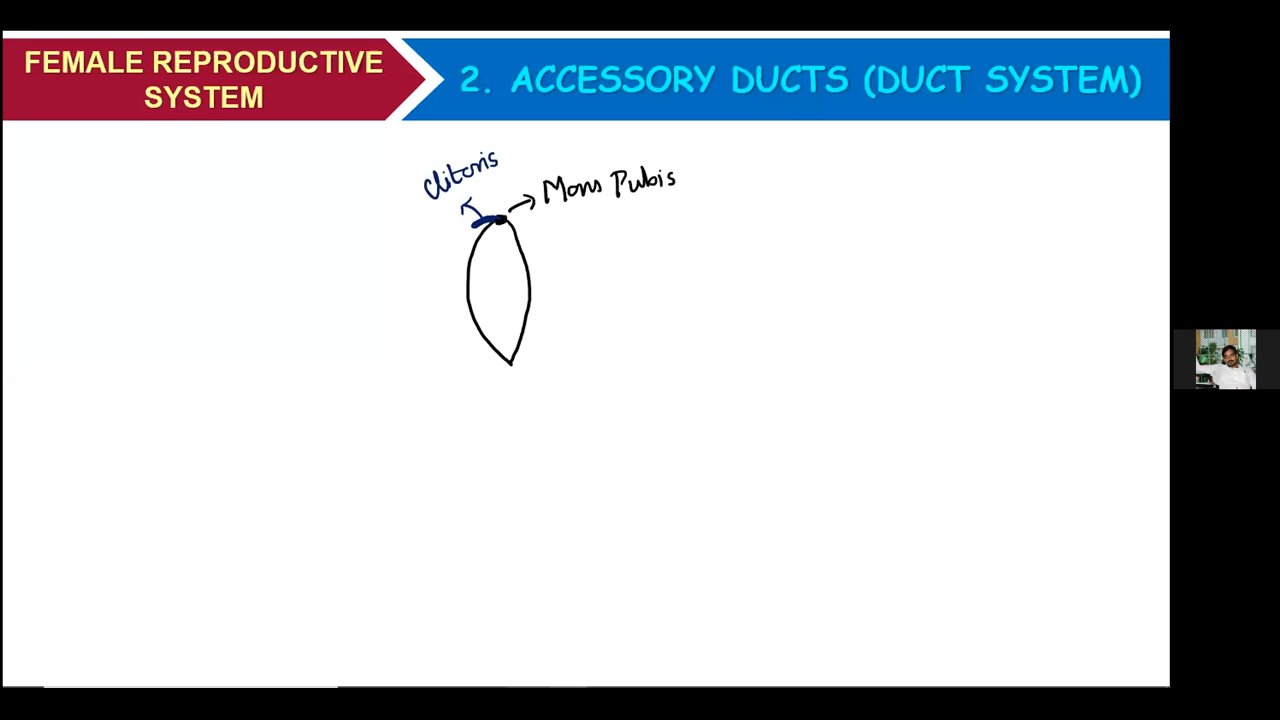 FEMALE REPRODUCTIVE
SYSTEM
2. ACCESSORY DUCTS (DUCT SYSTEM)
clitoris
Mons Pubis